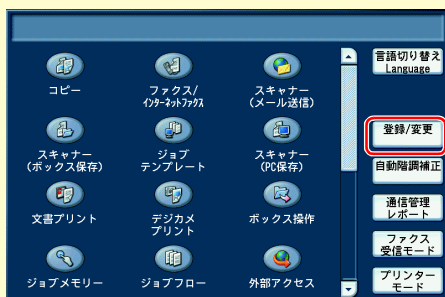 言語切り替え
Language
コピー
ファクス/
インターネットファクス
スキャナー
(メール送信)
登録/変更
スキャナー
(ボックス保存)
ジョブ
テンプレート
スキャナー
(PC保存)
自動階調補正
文書プリント
デジカメ
プリント
ボックス操作
通信管理
レポート
ファクス
受信モード
ジョブメモリー
ジョブフロー
外部アクセス
プリンター
モード